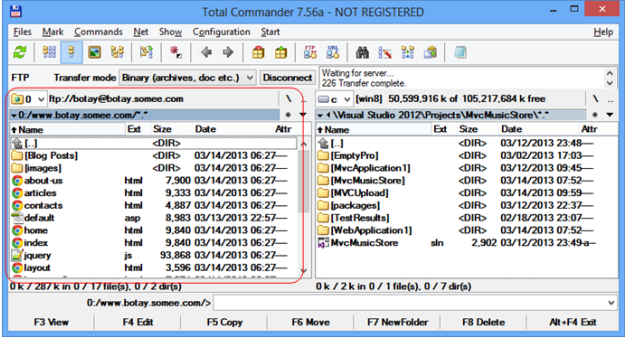 Total Commander 7.56a - NOT REGISTERED
Files Mark Commands Net Show Configuration Start Help
FTP URL
FTP Transfer mode Binary (archives, doc etc.) Disconnect Waiting for server...
226 Transfer complete.
0 ftp://botay@botay.somee.com \ ..
c [win8] 50,599,916 k of 105,217,684 k free \ ..
0:/www.botay.somee.com/*.* *
\Visual Studio 2012\Projects\MvcMusicStore\*.* *
Name Ext Size Date Attr
[..] <DIR>
[Blog Posts] <DIR> 03/14/2013 06:27----
[images] <DIR> 03/14/2013 06:27----
about-us html 7,900 03/14/2013 06:27----
articles html 9,333 03/14/2013 06:27----
contacts html 4,887 03/14/2013 06:27----
default asp 8,983 03/13/2013 22:57----
home html 9,840 03/14/2013 06:27----
index html 9,840 03/14/2013 06:27----
jquery js 93,868 03/14/2013 06:27----
layout html 3,596 03/14/2013 06:27----
0 k / 287 k in 0 / 17 file(s), 0 / 2 dir(s)
Name Ext Size Date Attr
[..] <DIR> 03/12/2013 23:48----
[EmptyPro] <DIR> 03/02/2013 17:03----
[MvcApplication1] <DIR> 03/12/2013 09:45----
[MvcMusicStore] <DIR> 03/14/2013 07:52----
[MVCUpload] <DIR> 03/14/2013 09:59----
[packages] <DIR> 03/12/2013 22:37----
[TestResults] <DIR> 02/18/2013 23:07----
[WebApplication1] <DIR> 03/14/2013 07:52----
MvcMusicStore sln 2,902 03/12/2013 23:49-a--
0 k / 2 k in 0 / 1 file(s), 0 / 7 dir(s)
0:/www.botay.somee.com/>
F3 View F4 Edit F5 Copy F6 Move F7 NewFolder F8 Delete Alt+F4 Exit